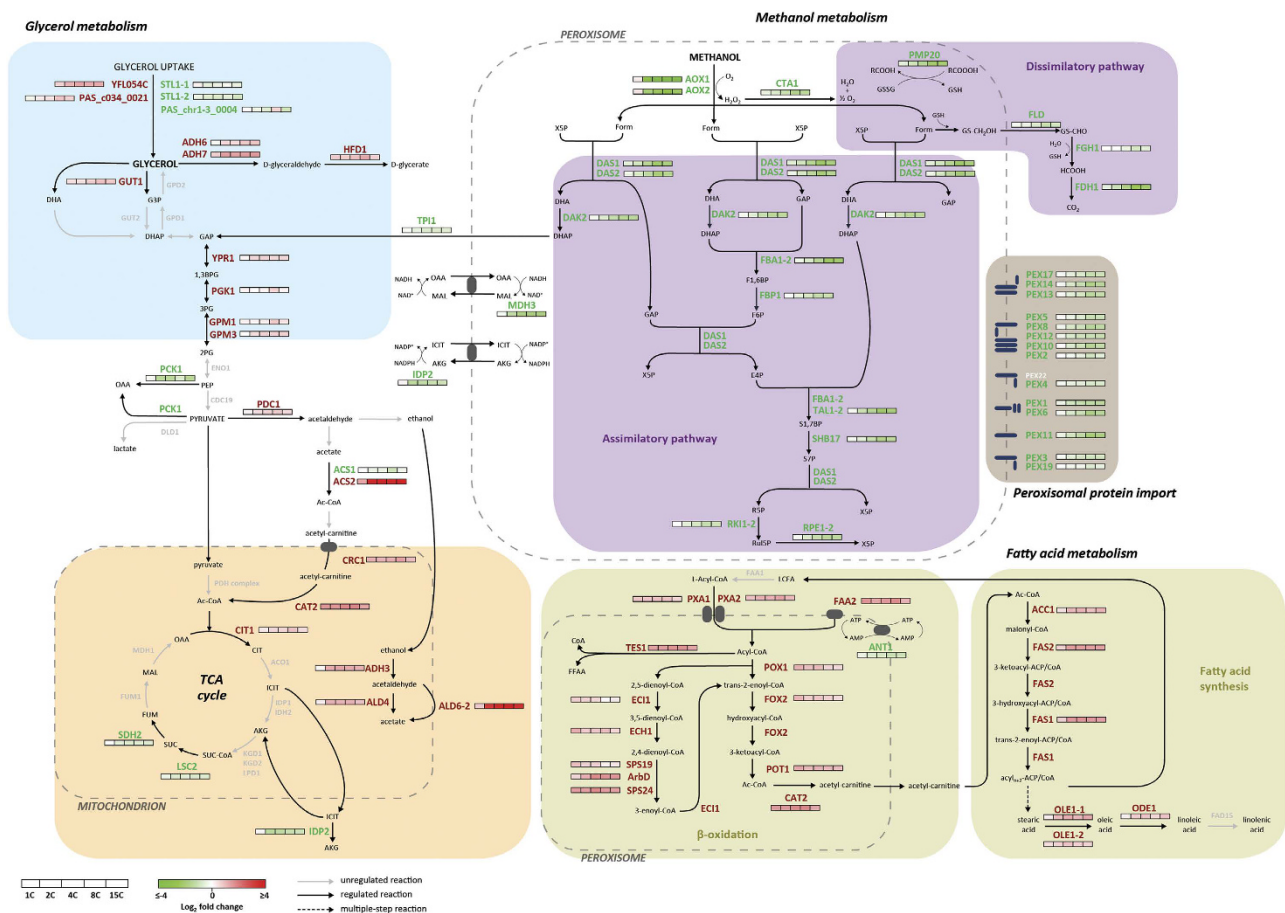 Glycerol metabolism
GLYCEROL UPTAKE
YFL054C
STL1-1
PAS_c034_0021
STL1-2
PAS_chr1-3_0004
ADH6
ADH7
HFD1
GLYCEROL
D-glyceraldehyde
D-glycerate
GUT1
GPD2
DHA
G3P
GUT2
GPD1
DHAP
GAP
YPR1
1,3BPG
PGK1
3PG
GPM1
GPM3
2PG
PCK1
ENO1
OAA
PEP
CDC19
PCK1
PDC1
PYRUVATE
acetaldehyde
ethanol
DLD1
lactate
acetate
ACS1
ACS2
Ac-CoA
acetyl-carnitine
TPI1
NADH
OAA
OAA
NADH
NAD⁺
MAL
MAL
NAD⁺
MDH3
NADP⁺
ICIT
ICIT
NADP⁺
NADPH
AKG
AKG
NADPH
IDP2
Methanol metabolism
PEROXISOME
METHANOL
AOX1
AOX2
O₂
H₂O₂
CTA1
H₂O
+
½ O₂
PMP20
RCOOH
RCOOOH
GSSG
GSH
Dissimilatory pathway
X5P
Form
Form
X5P
X5P
Form
GSH
GS-CH₂OH
FLD
GS-CHO
H₂O
GSH
FGH1
HCOOH
FDH1
CO₂
DAS1
DAS2
DAS1
DAS2
DAS1
DAS2
DHA
GAP
DHA
GAP
DHA
DAK2
DAK2
DAK2
DHAP
DHAP
DHAP
FBA1-2
F1,6BP
FBP1
GAP
F6P
DAS1
DAS2
X5P
E4P
FBA1-2
TAL1-2
S1,7BP
SHB17
S7P
Assimilatory pathway
DAS1
DAS2
R5P
X5P
RKI1-2
RPE1-2
Rul5P
X5P
PEX17
PEX14
PEX13
PEX5
PEX8
PEX12
PEX10
PEX2
PEX22
PEX4
PEX1
PEX6
PEX11
PEX3
PEX19
Peroxisomal protein import
pyruvate
CRC1
PDH complex
acetyl-carnitine
Ac-CoA
CAT2
CIT1
OAA
CIT
MDH1
ACO1
MAL
TCA
cycle
ICIT
FUM1
IDP1
IDH2
FUM
AKG
SDH2
SUC
SUC-CoA
KGD1
KGD2
LPD1
LSC2
MITOCHONDRION
ethanol
ADH3
acetaldehyde
ALD4
ALD6-2
acetate
ICIT
IDP2
AKG
L-Acyl-CoA
FAA1
LCFA
PXA1
PXA2
FAA2
ATP
ATP
AMP
AMP
ANT1
CoA
TES1
Acyl-CoA
FFAA
POX1
2,5-dienoyl-CoA
trans-2-enoyl-CoA
ECI1
FOX2
3,5-dienoyl-CoA
hydroxyacyl-CoA
ECH1
FOX2
2,4-dienoyl-CoA
3-ketoacyl-CoA
SPS19
ArbD
SPS24
POT1
Ac-CoA
acetyl carnitine
acetyl-carnitine
3-enoyl-CoA
ECI1
CAT2
β-oxidation
PEROXISOME
Fatty acid metabolism
Ac-CoA
ACC1
malonyl-CoA
FAS2
3-ketoacyl-ACP/CoA
Fatty acid
synthesis
FAS2
3-hydroxyacyl-ACP/CoA
FAS1
trans-2-enoyl-ACP/CoA
FAS1
OLE1-1
ODE1
stearic
acid
oleic
acid
linoleic
acid
FAD15
linolenic
acid
OLE1-2
1C 2C 4C 8C 15C
≤-4 0 ≥4
Log₂ fold change
unregulated reaction
regulated reaction
multiple-step reaction